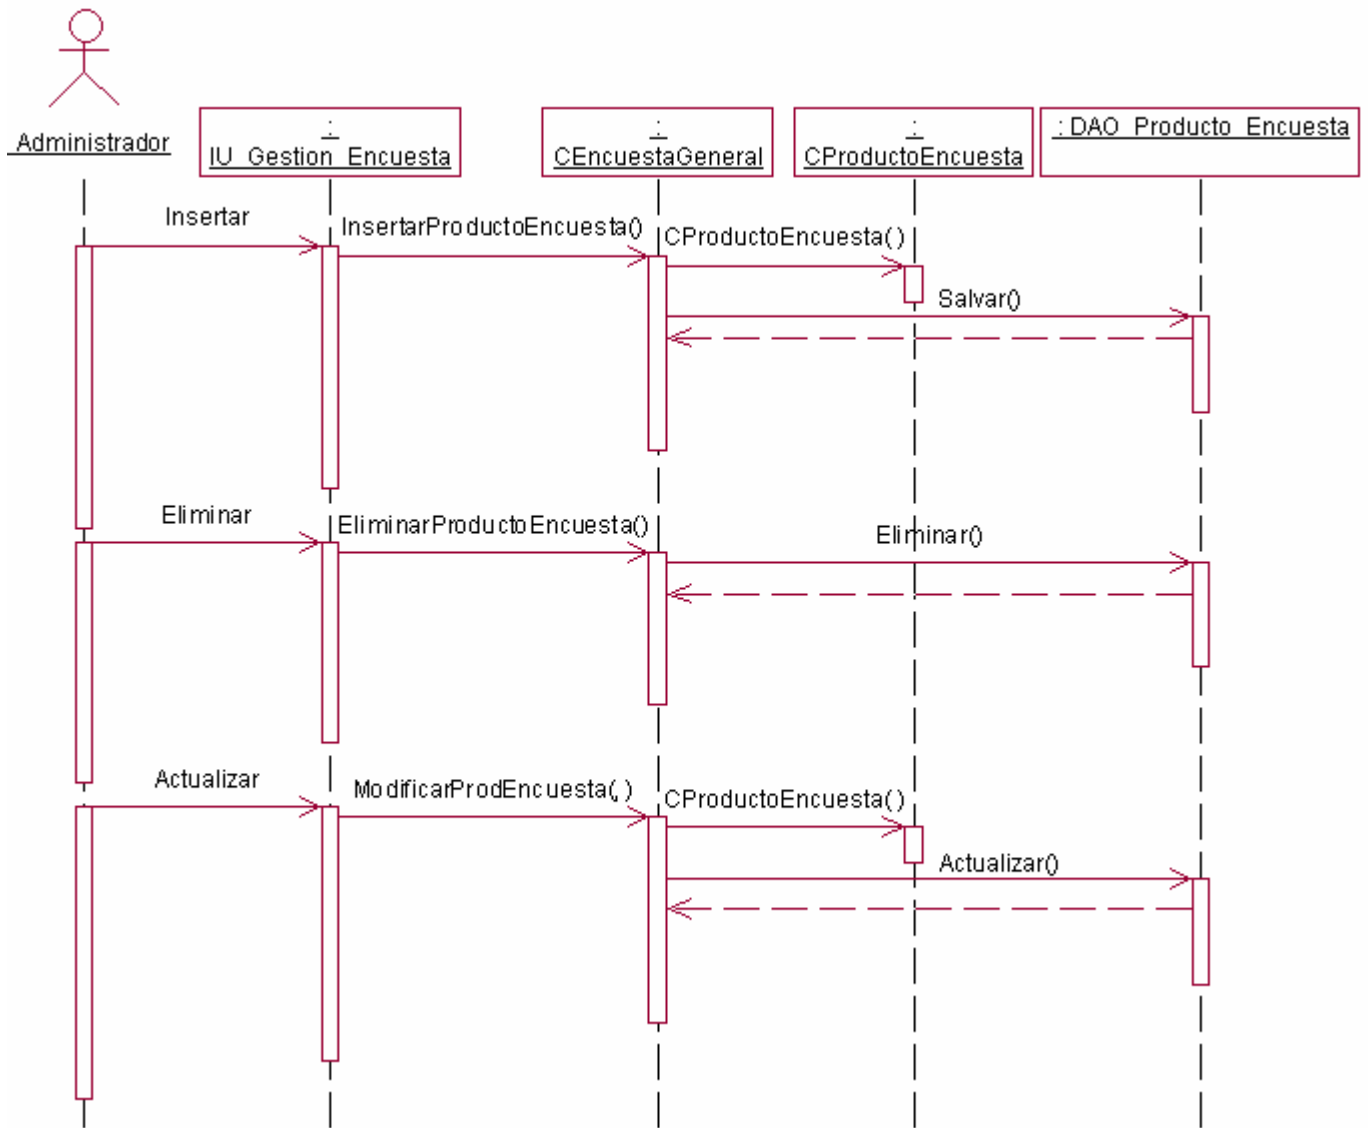 Administrador
:
IU_Gestion_Encuesta
:
CEncuestaGeneral
:
CProductoEncuesta
: DAO_Producto_Encuesta
Insertar
InsertarProductoEncuesta()
CProductoEncuesta( )
Salvar()
Eliminar
EliminarProductoEncuesta()
Eliminar()
Actualizar
ModificarProdEncuesta(, )
CProductoEncuesta( )
Actualizar()